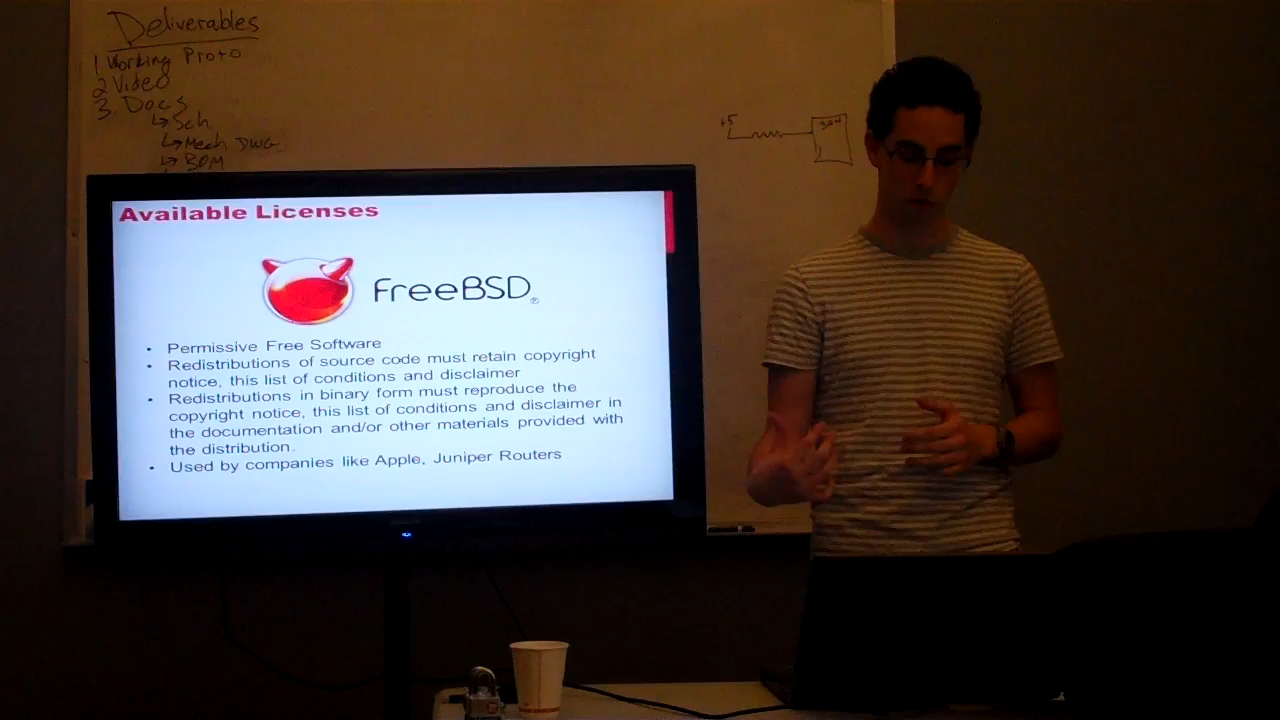 Deliverables
1 Working Proto
2 Video
3. Docs
↳ Sch.
↳ Mech DWG
↳ BOM
+5
Available Licenses
FreeBSD®
• Permissive Free Software
• Redistributions of source code must retain copyright
notice, this list of conditions and disclaimer
• Redistributions in binary form must reproduce the
copyright notice, this list of conditions and disclaimer in
the documentation and/or other materials provided with
the distribution.
• Used by companies like Apple, Juniper Routers